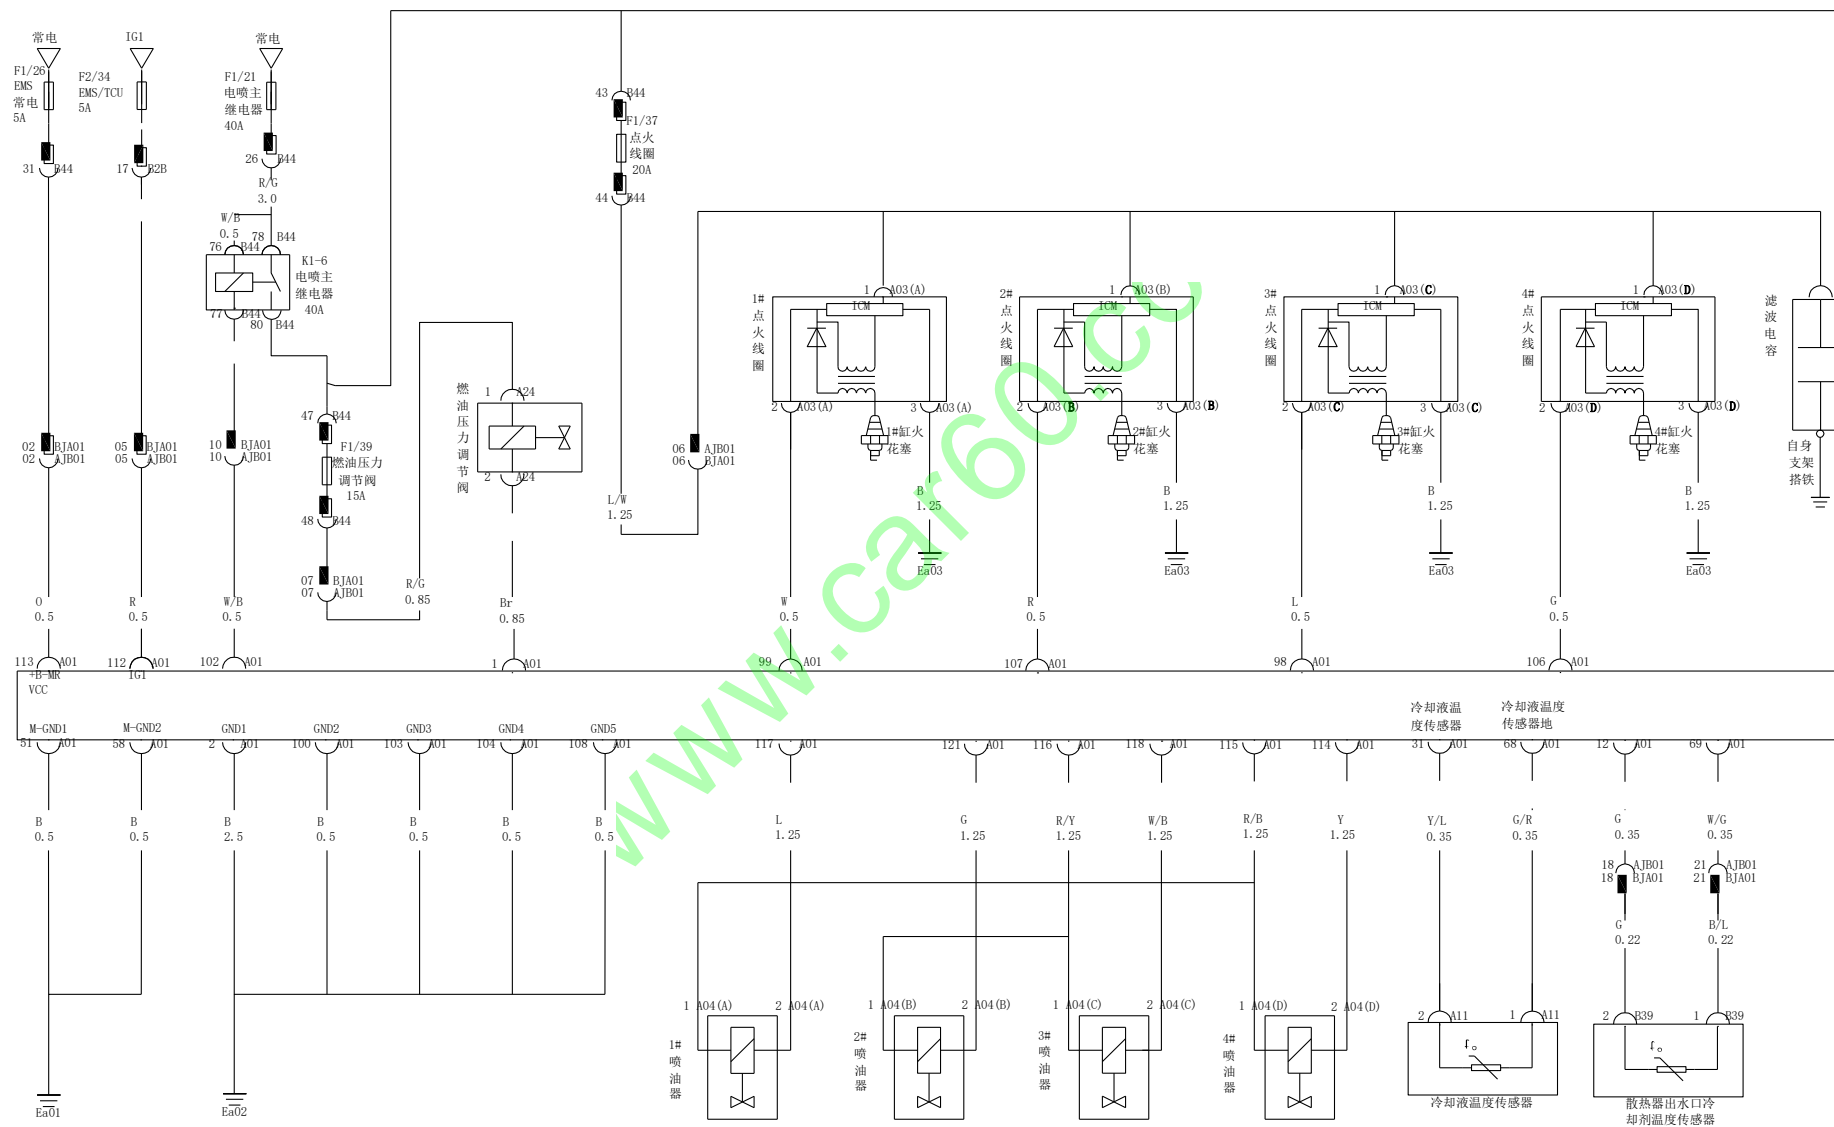 常电
IG1
常电
F1/26
EMS
常电
5A
F2/34
EMS/TCU
5A
F1/21
电喷主
继电器
40A
31 B44
17 B2B
26 B44
R/G
3.0
W/B
0.5
76 B44
78 B44
K1-6
电喷主
继电器
40A
77 B44
80 B44
43 B44
F1/37
点火
线圈
20A
44 B44
1 A03(A)
ICM
1#
点火线圈
2 A03(A)
3 A03(A)
1#缸火
花塞
1 A03(B)
ICM
2#
点火线圈
2 A03(B)
3 A03(B)
2#缸火
花塞
1 A03(C)
ICM
3#
点火线圈
2 A03(C)
3 A03(C)
3#缸火
花塞
1 A03(D)
ICM
4#
点火线圈
2 A03(D)
3 A03(D)
4#缸火
花塞
滤波电容
自身
支架
搭铁
燃油压力调节阀
1 A24
2 A24
47 B44
F1/39
燃油压力
调节阀
15A
48 B44
02 BJA01
02 AJB01
05 BJA01
05 AJB01
10 BJA01
10 AJB01
06 AJB01
06 BJA01
07 BJA01
07 AJB01
L/W
1.25
B
1.25
B
1.25
B
1.25
B
1.25
Ea03
Ea03
Ea03
Ea03
R/G
0.85
O
0.5
R
0.5
W/B
0.5
Br
0.85
W
0.5
R
0.5
L
0.5
G
0.5
113 A01
112 A01
102 A01
1 A01
99 A01
107 A01
98 A01
106 A01
+B-MR
VCC
IG1
冷却液温
度传感器
冷却液温度
传感器地
M-GND1
M-GND2
GND1
GND2
GND3
GND4
GND5
51 A01
58 A01
2 A01
100 A01
103 A01
104 A01
108 A01
117 A01
121 A01
116 A01
118 A01
115 A01
114 A01
31 A01
68 A01
12 A01
69 A01
B
0.5
B
0.5
B
2.5
B
0.5
B
0.5
B
0.5
B
0.5
L
1.25
G
1.25
R/Y
1.25
W/B
1.25
R/B
1.25
Y
1.25
Y/L
0.35
G/R
0.35
G
0.35
W/G
0.35
18 AJB01
18 BJA01
21 AJB01
21 BJA01
G
0.22
B/L
0.22
1 A04(A)
2 A04(A)
1 A04(B)
2 A04(B)
1 A04(C)
2 A04(C)
1 A04(D)
2 A04(D)
2 A11
1 A11
2 B39
1 B39
1#
喷油器
2#
喷油器
3#
喷油器
4#
喷油器
冷却液温度传感器
散热器出水口冷
却剂温度传感器
Ea01
Ea02
www.car60.cc